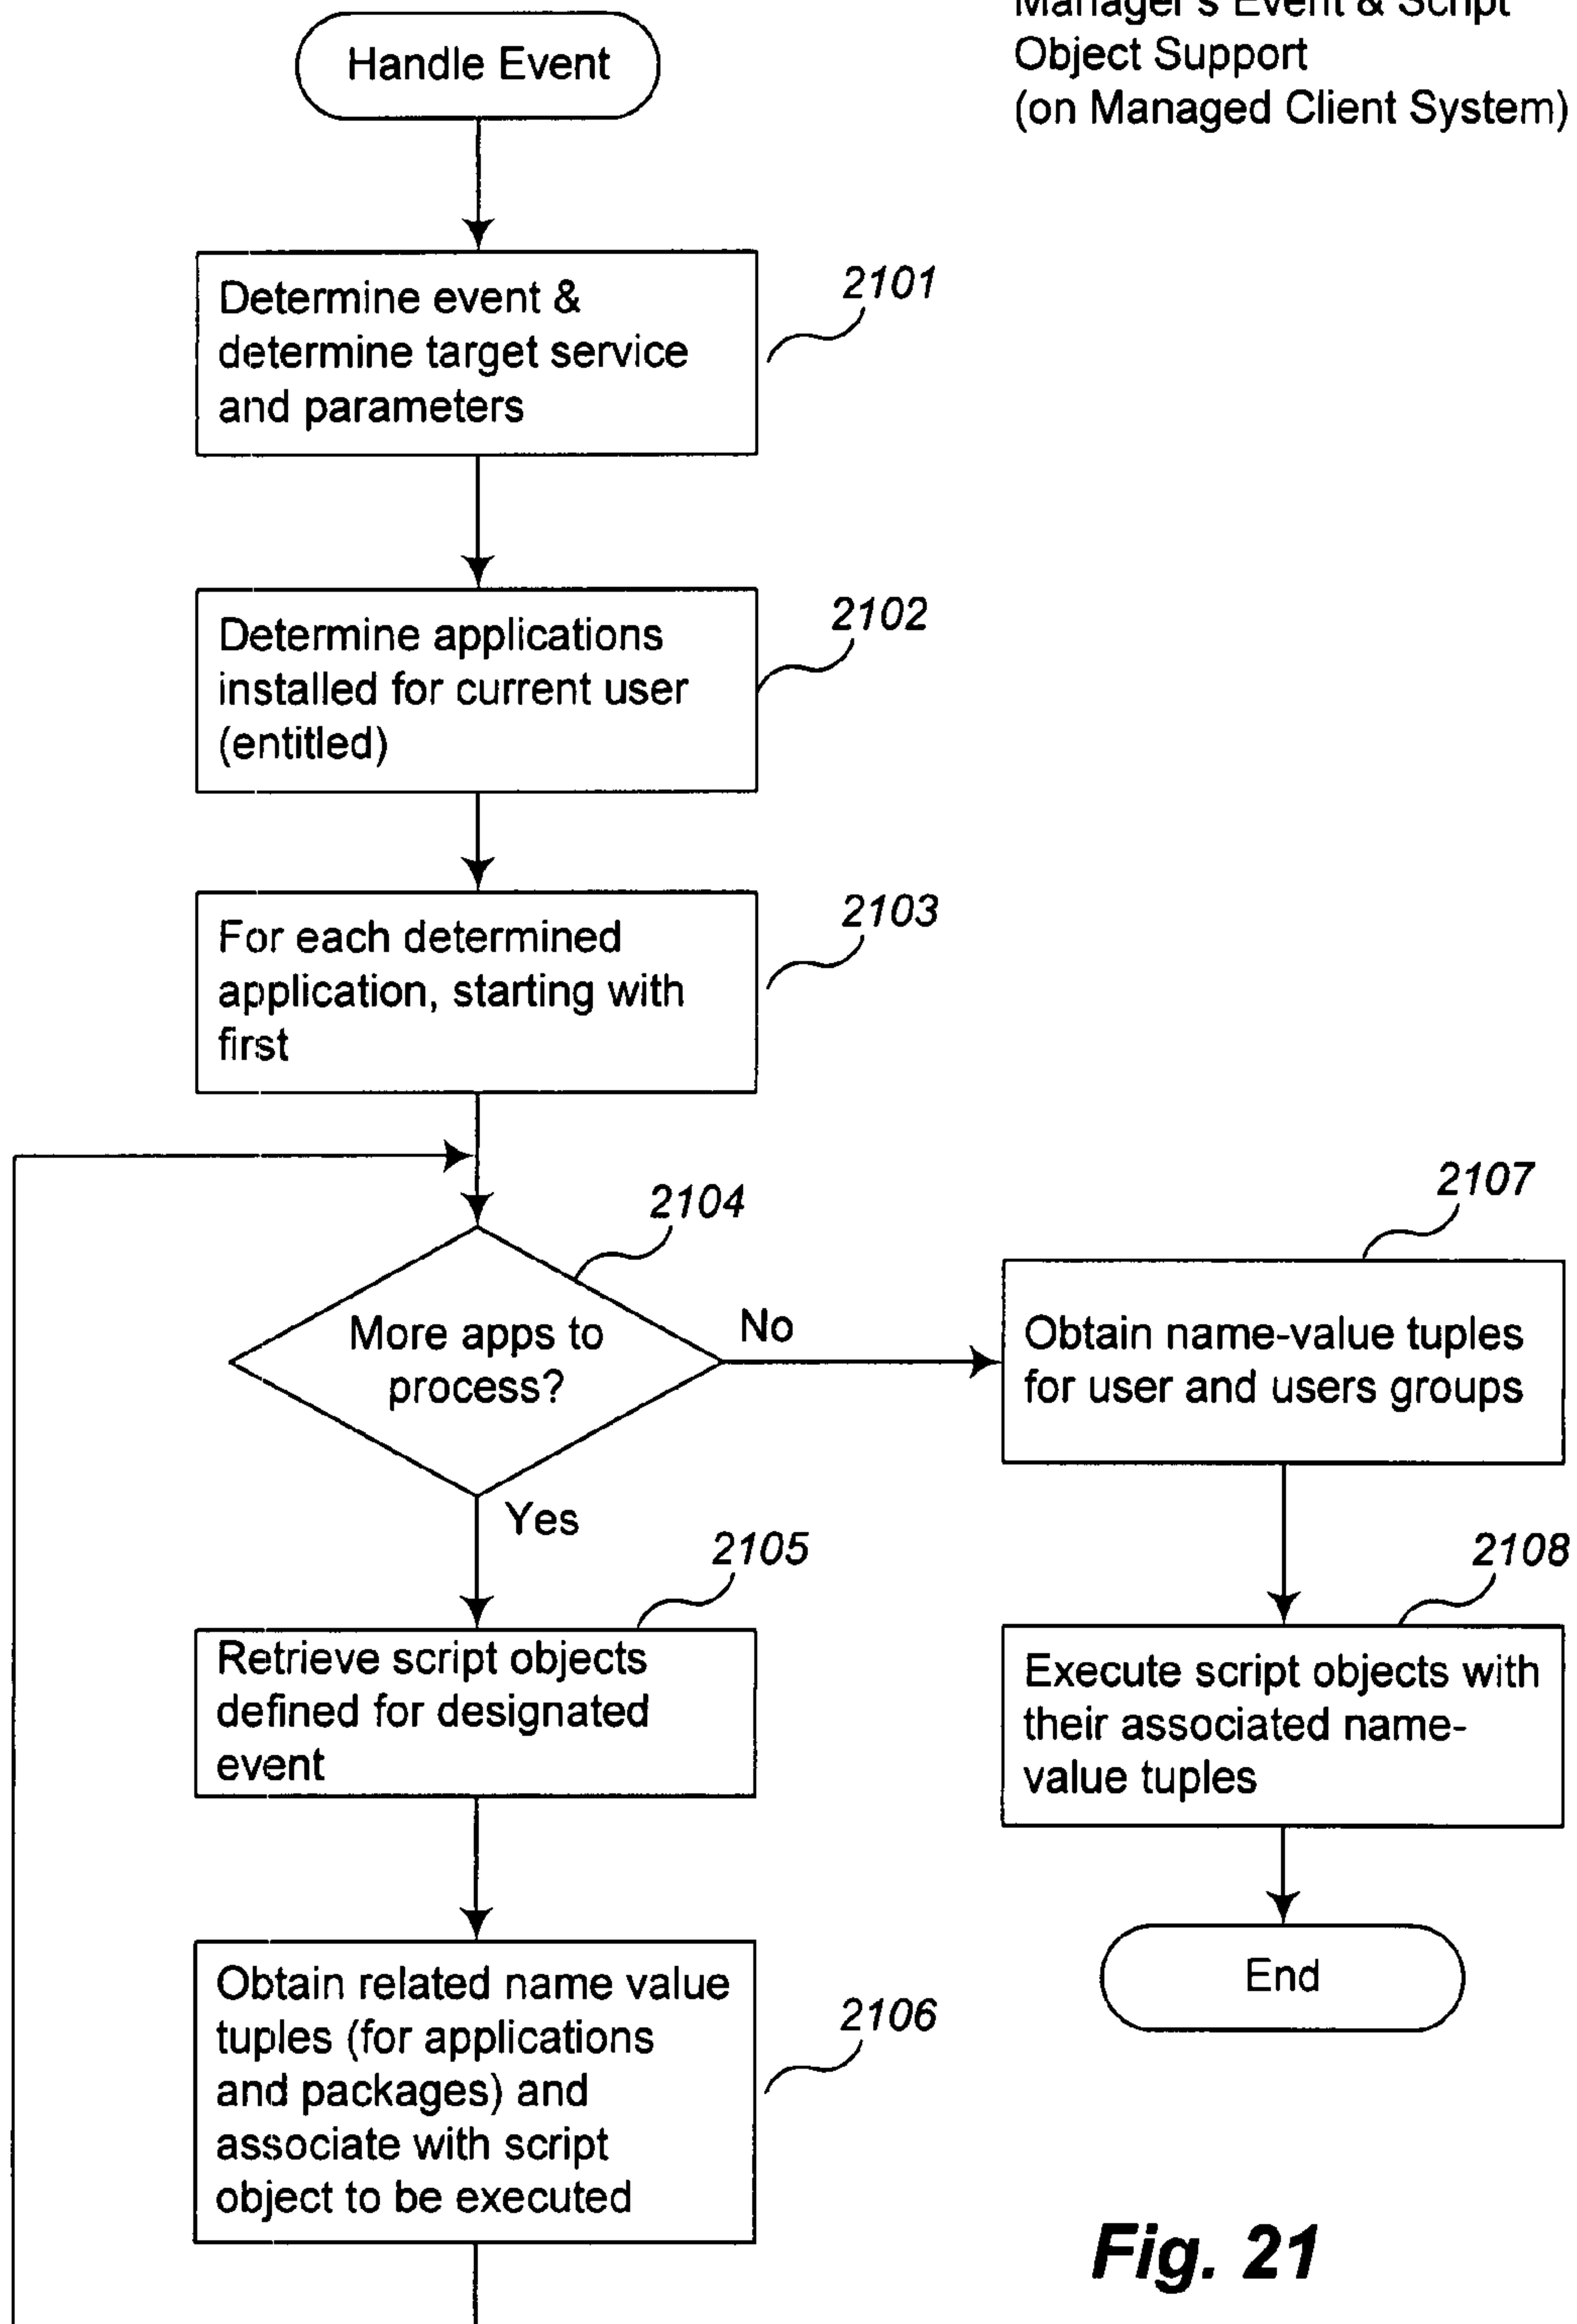 Manager's Event & Script
Object Support
(on Managed Client System)
Handle Event
2101
Determine event &
determine target service
and parameters
2102
Determine applications
installed for current user
(entitled)
2103
For each determined
application, starting with
first
2104
More apps to
process?
No
Yes
2105
Retrieve script objects
defined for designated
event
2106
Obtain related name value
tuples (for applications
and packages) and
associate with script
object to be executed
2107
Obtain name-value tuples
for user and users groups
2108
Execute script objects with
their associated name-
value tuples
End
Fig. 21